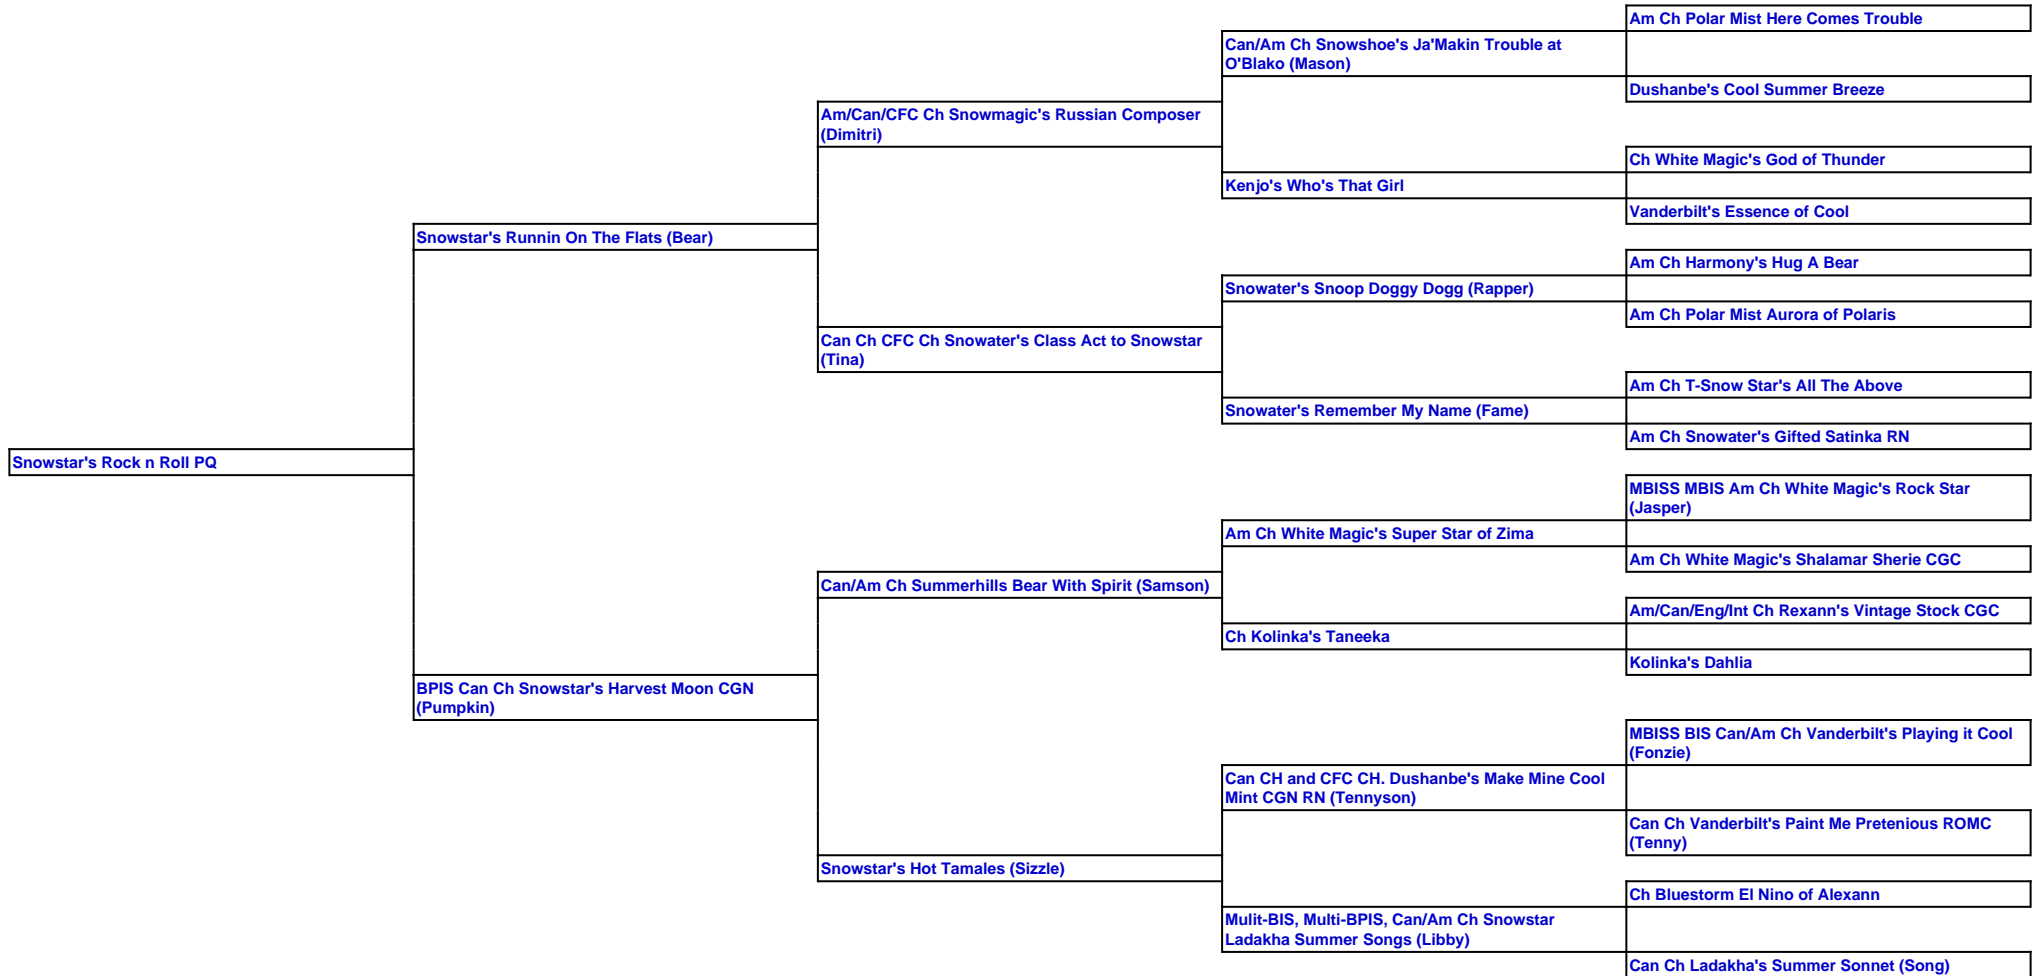 Am Ch Polar Mist Here Comes Trouble
Can/Am Ch Snowshoe's Ja'Makin Trouble at
O'Blako (Mason)
Dushanbe's Cool Summer Breeze
Am/Can/CFC Ch Snowmagic's Russian Composer
(Dimitri)
Ch White Magic's God of Thunder
Kenjo's Who's That Girl
Vanderbilt's Essence of Cool
Snowstar's Runnin On The Flats (Bear)
Am Ch Harmony's Hug A Bear
Snowater's Snoop Doggy Dogg (Rapper)
Am Ch Polar Mist Aurora of Polaris
Can Ch CFC Ch Snowater's Class Act to Snowstar
(Tina)
Am Ch T-Snow Star's All The Above
Snowater's Remember My Name (Fame)
Am Ch Snowater's Gifted Satinka RN
Snowstar's Rock n Roll PQ
MBISS MBIS Am Ch White Magic's Rock Star
(Jasper)
Am Ch White Magic's Super Star of Zima
Am Ch White Magic's Shalamar Sherie CGC
Can/Am Ch Summerhills Bear With Spirit (Samson)
Am/Can/Eng/Int Ch Rexann's Vintage Stock CGC
Ch Kolinka's Taneeka
Kolinka's Dahlia
BPIS Can Ch Snowstar's Harvest Moon CGN
(Pumpkin)
MBISS BIS Can/Am Ch Vanderbilt's Playing it Cool
(Fonzie)
Can CH and CFC CH. Dushanbe's Make Mine Cool
Mint CGN RN (Tennyson)
Can Ch Vanderbilt's Paint Me Pretenious ROMC
(Tenny)
Snowstar's Hot Tamales (Sizzle)
Ch Bluestorm El Nino of Alexann
Mulit-BIS, Multi-BPIS, Can/Am Ch Snowstar
Ladakha Summer Songs (Libby)
Can Ch Ladakha's Summer Sonnet (Song)